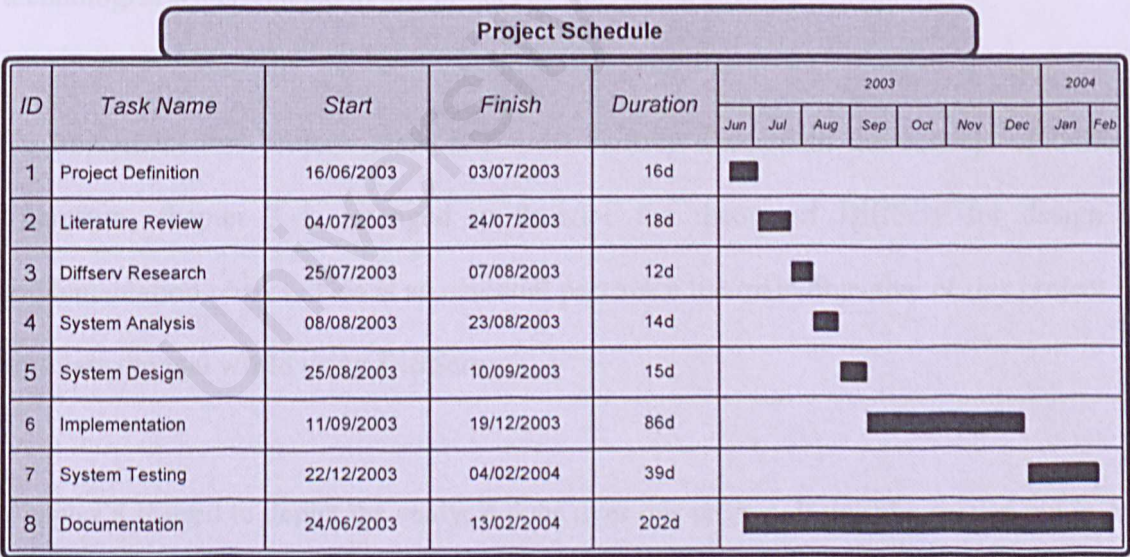 Project Schedule
ID Task Name Start Finish Duration 2003 2004
Jun Jul Aug Sep Oct Nov Dec Jan Feb
1 Project Definition 16/06/2003 03/07/2003 16d
2 Literature Review 04/07/2003 24/07/2003 18d
3 Diffserv Research 25/07/2003 07/08/2003 12d
4 System Analysis 08/08/2003 23/08/2003 14d
5 System Design 25/08/2003 10/09/2003 15d
6 Implementation 11/09/2003 19/12/2003 86d
7 System Testing 22/12/2003 04/02/2004 39d
8 Documentation 24/06/2003 13/02/2004 202d
University